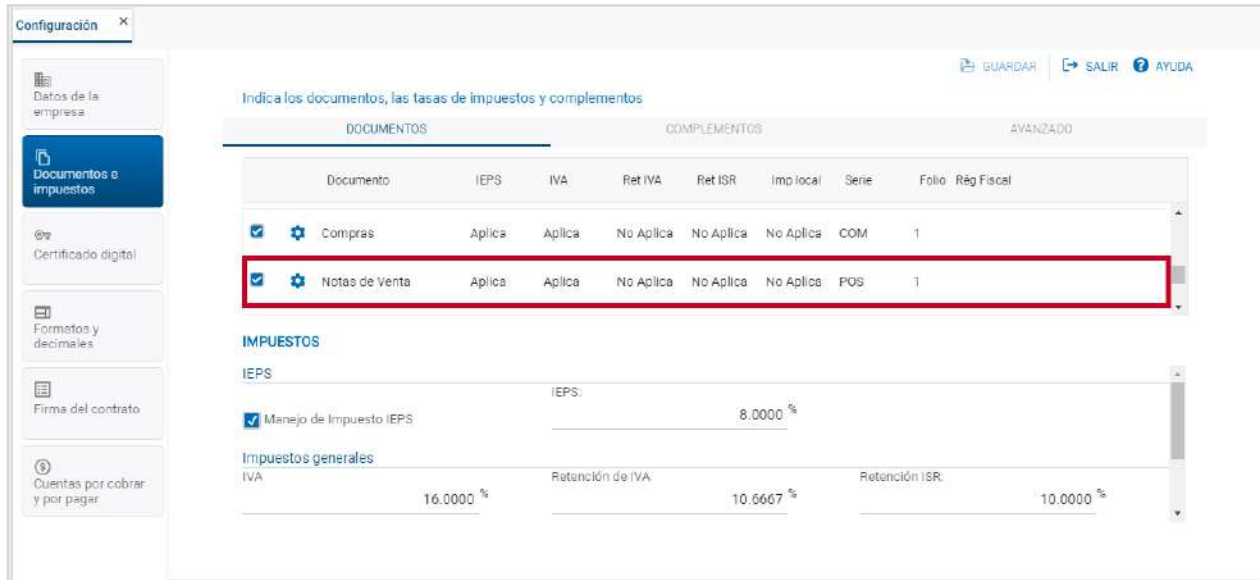 Configuración ×
GUARDAR SALIR AYUDA
Datos de la
empresa
Documentos e
impuestos
Certificado digital
Formatos y
decimales
Firma del contrato
Cuentas por cobrar
y por pagar
Indica los documentos, las tasas de impuestos y complementos
DOCUMENTOS COMPLEMENTOS AVANZADO
Documento IEPS IVA Ret IVA Ret ISR Imp local Serie Folio Rég Fiscal
Compras Aplica Aplica No Aplica No Aplica No Aplica COM 1
Notas de Venta Aplica Aplica No Aplica No Aplica No Aplica POS 1
IMPUESTOS
IEPS
IEPS:
Manejo de Impuesto IEPS 8.0000 %
Impuestos generales
IVA Retención de IVA Retención ISR:
16.0000 % 10.6667 % 10.0000 %